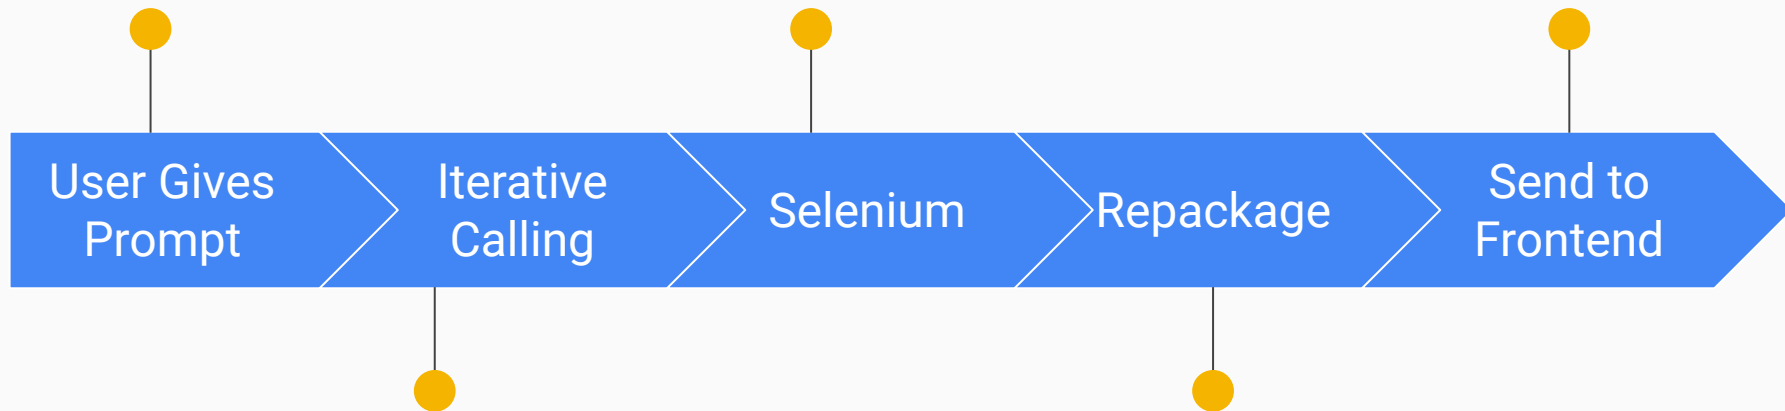 User Gives
Prompt
Iterative
Calling
Selenium
Repackage
Send to
Frontend